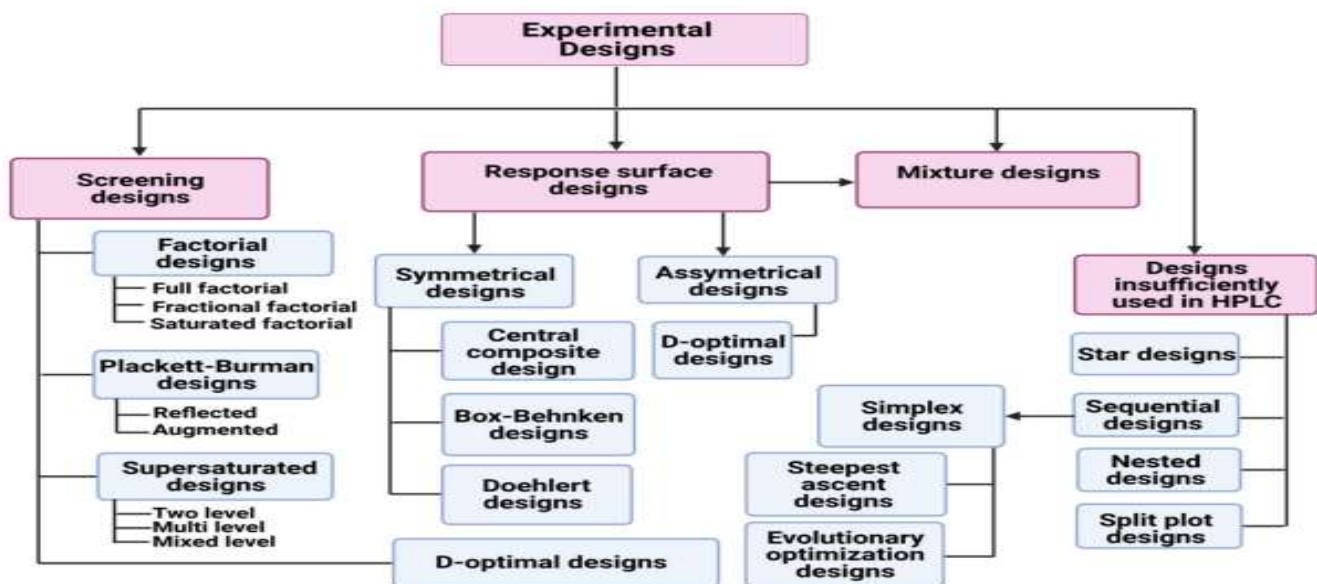 Experimental
Designs
Screening
designs
Factorial
designs
Full factorial
Fractional factorial
Saturated factorial
Plackett-Burman
designs
Reflected
Augmented
Supersaturated
designs
Two level
Multi level
Mixed level
D-optimal designs
Response surface
designs
Symmetrical
designs
Central
composite
design
Box-Behnken
designs
Doehlert
designs
Assymetrical
designs
D-optimal
designs
Mixture designs
Designs
insufficiently
used in HPLC
Star designs
Sequential
designs
Simplex
designs
Steepest
ascent
designs
Evolutionary
optimization
designs
Nested
designs
Split plot
designs